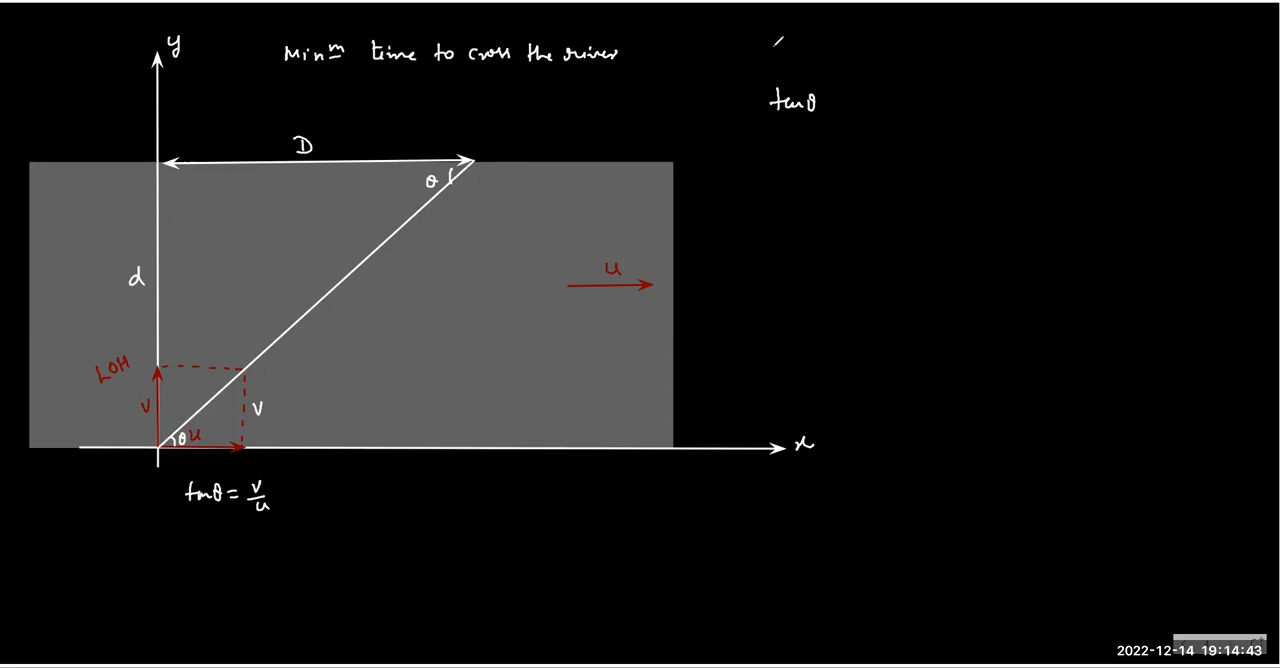 y
Minm time to cross the river
tanθ
D
θ
u
d
LOH
v
v
θ
u
x
tanθ = v/u
2022-12-14 19:14:43